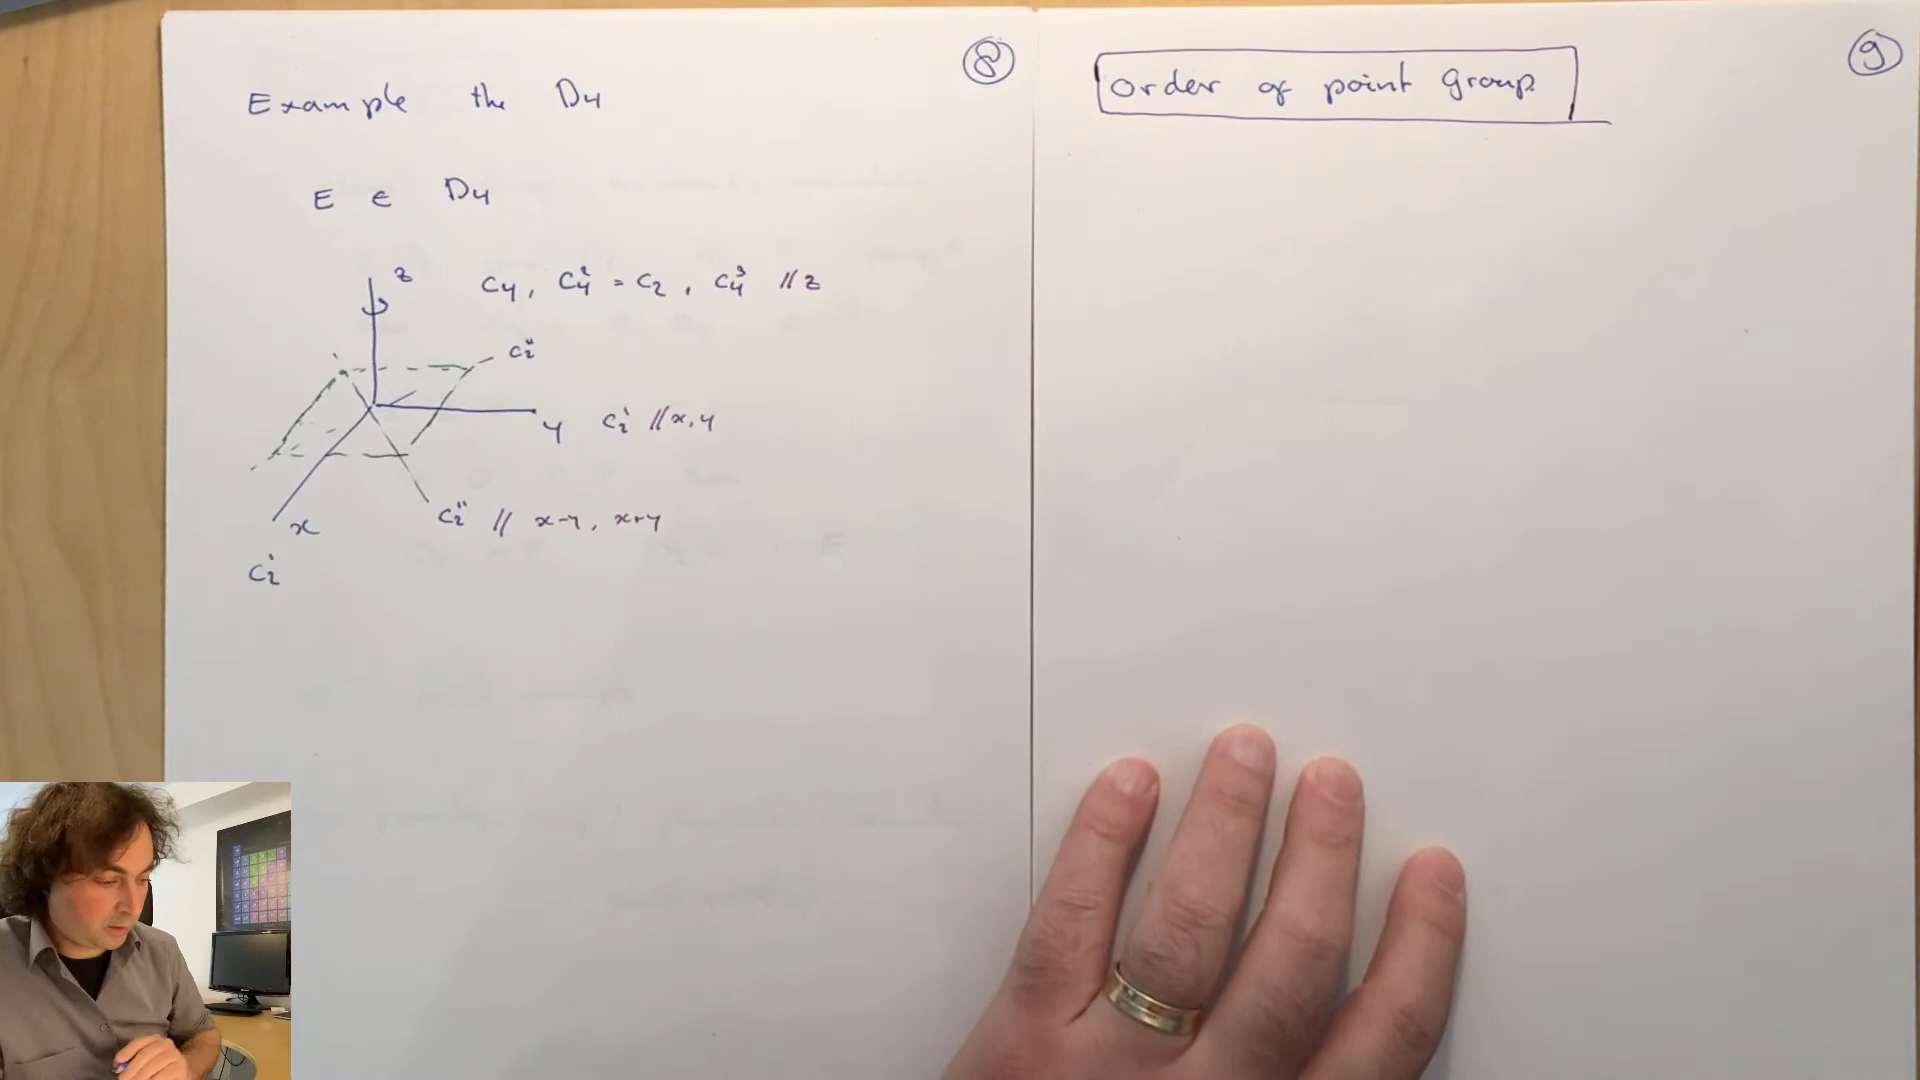 8
Example the D4
E ∈ D4
z
C4, C4² = C2, C4³ // z
C2"
y C2' // x, y
x
C2" // x-y, x+y
C2'
9
Order of point group